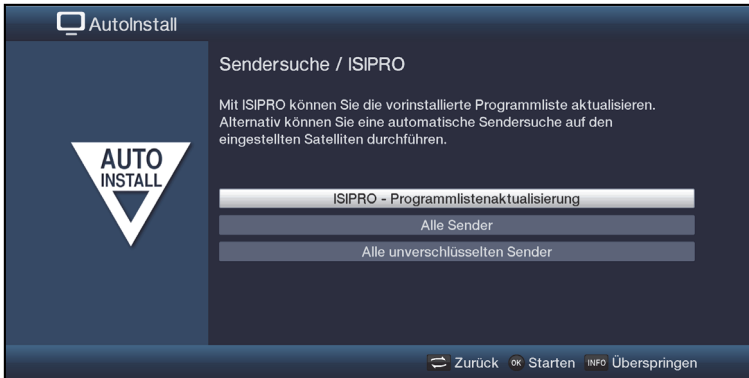 AutoInstall
Sendersuche / ISIPRO
Mit ISIPRO können Sie die vorinstallierte Programmliste aktualisieren.
Alternativ können Sie eine automatische Sendersuche auf den
eingestellten Satelliten durchführen.
AUTO
INSTALL
ISIPRO - Programmlistenaktualisierung
Alle Sender
Alle unverschlüsselten Sender
Zurück OK Starten INFO Überspringen